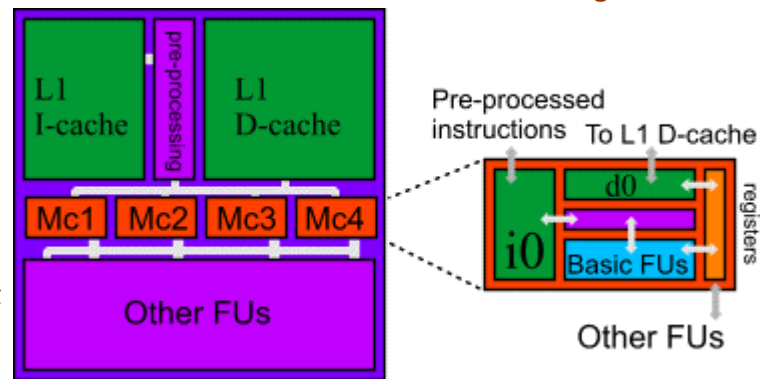 L1
I-cache
pre-processing
L1
D-cache
Mc1
Mc2
Mc3
Mc4
Other FUs
Pre-processed
instructions
To L1 D-cache
i0
d0
Basic FUs
registers
Other FUs